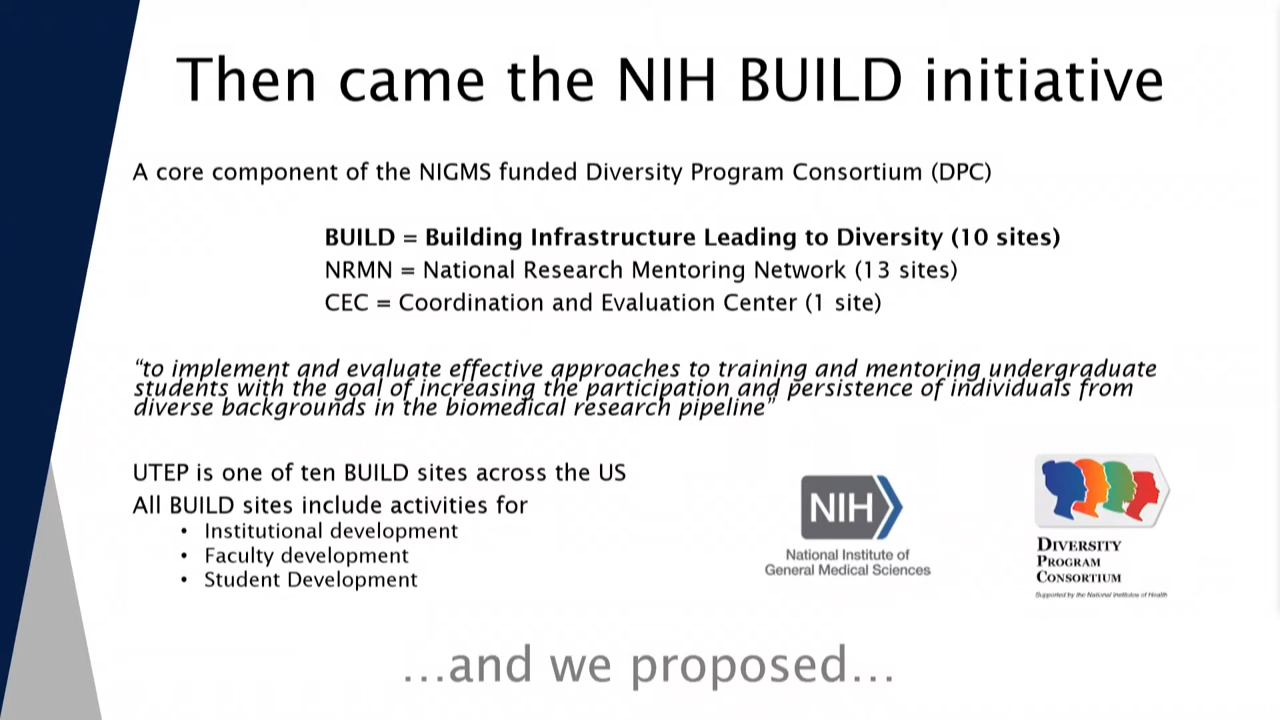 Then came the NIH BUILD initiative
A core component of the NIGMS funded Diversity Program Consortium (DPC)
BUILD = Building Infrastructure Leading to Diversity (10 sites)
NRMN = National Research Mentoring Network (13 sites)
CEC = Coordination and Evaluation Center (1 site)
“to implement and evaluate effective approaches to training and mentoring undergraduate
students with the goal of increasing the participation and persistence of individuals from
diverse backgrounds in the biomedical research pipeline”
UTEP is one of ten BUILD sites across the US
All BUILD sites include activities for
• Institutional development
• Faculty development
• Student Development
NIH
National Institute of
General Medical Sciences
DIVERSITY
PROGRAM
CONSORTIUM
Supported by the National Institutes of Health
...and we proposed...